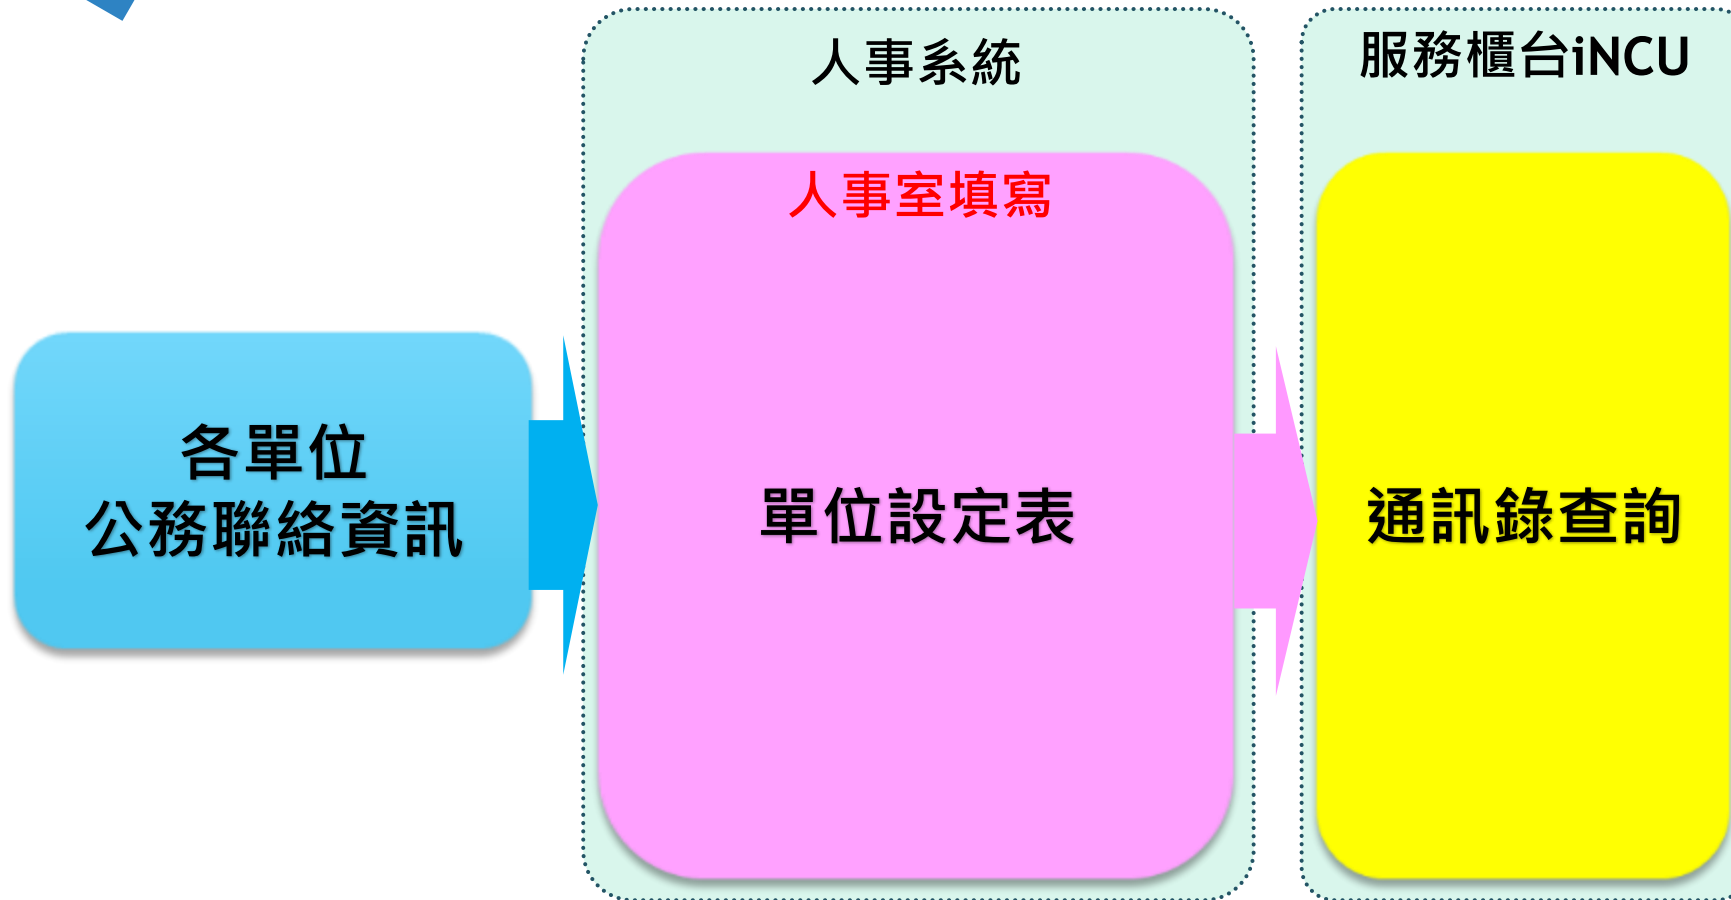 人事系統
服務櫃台iNCU
人事室填寫
各單位
公務聯絡資訊
單位設定表
通訊錄查詢